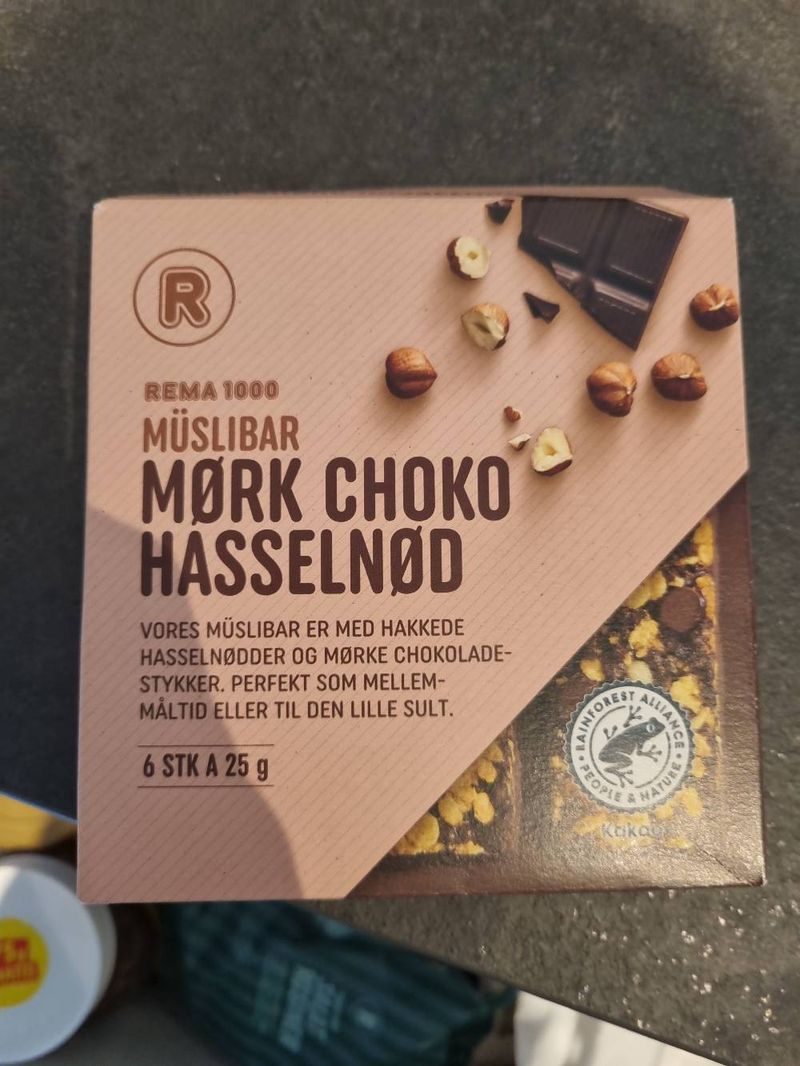 R
REMA 1000
MÜSLIBAR
MØRK CHOKO
HASSELNØD
VORES MÜSLIBAR ER MED HAKKEDE
HASSELNØDDER OG MØRKE CHOKOLADE-
STYKKER. PERFEKT SOM MELLEM-
MÅLTID ELLER TIL DEN LILLE SULT.
6 STK A 25 g
RAINFOREST ALLIANCE
PEOPLE & NATURE
Kakao